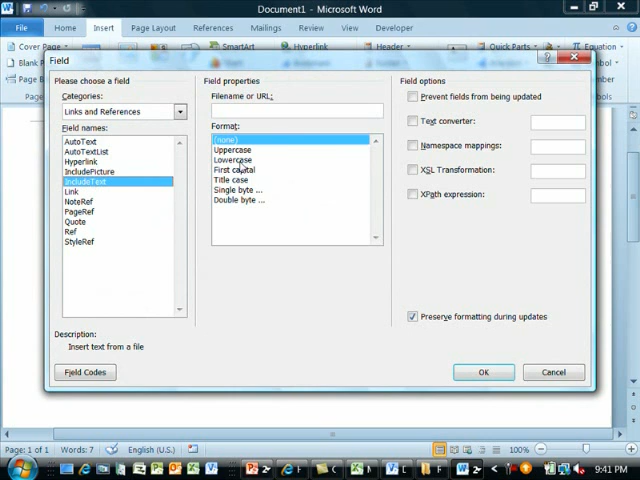 Document1 - Microsoft Word
File Home Insert Page Layout References Mailings Review View Developer
Cover Page SmartArt Hyperlink Header Quick Parts Equation
Blank
Page B
Field
Please choose a field
Categories:
Links and References
Field names:
AutoText
AutoTextList
Hyperlink
IncludePicture
IncludeText
Link
NoteRef
PageRef
Quote
Ref
StyleRef
Field properties
Filename or URL:
Format:
(none)
Uppercase
Lowercase
First capital
Title case
Single byte ...
Double byte ...
Field options
Prevent fields from being updated
Text converter:
Namespace mappings:
XSL Transformation:
XPath expression:
Preserve formatting during updates
Description:
Insert text from a file
Field Codes OK Cancel
Page: 1 of 1 Words: 7 English (U.S.) 100%
9:41 PM